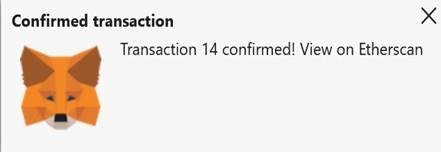 Confirmed transaction
Transaction 14 confirmed! View on Etherscan